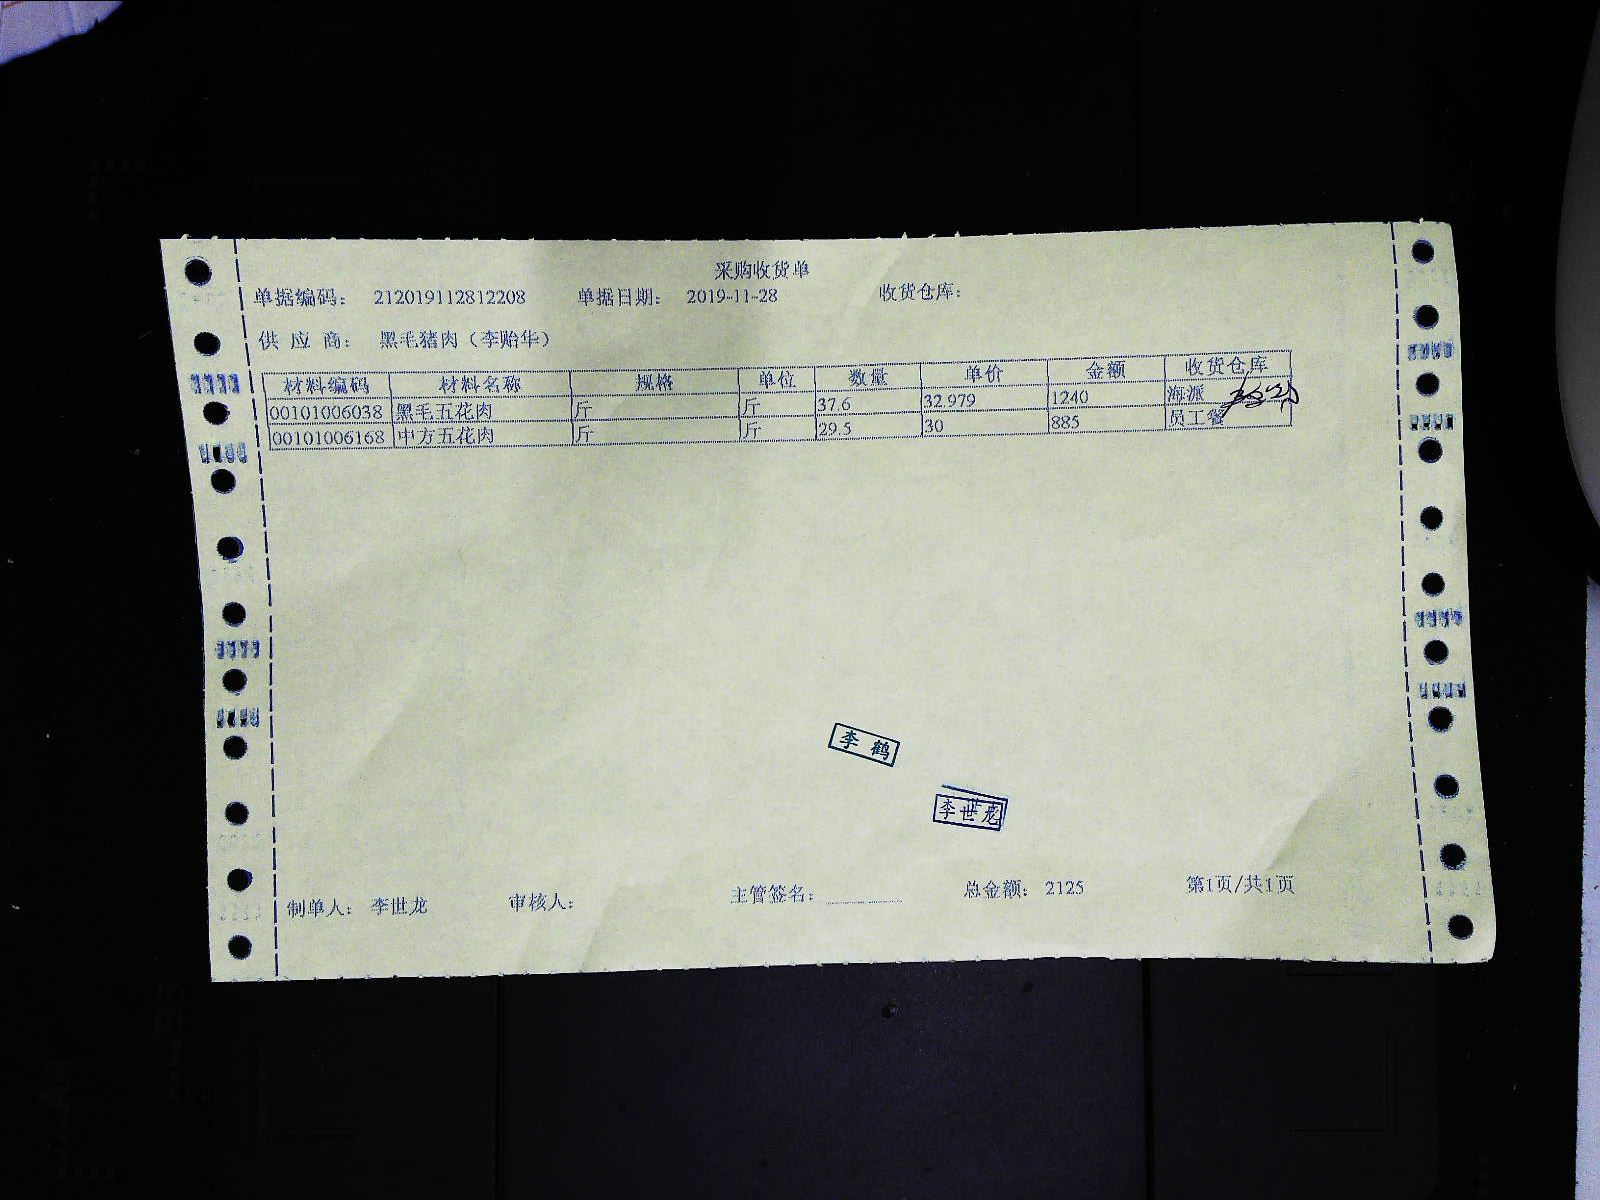 采购收货单
单据编码： 212019112812208 单据日期： 2019-11-28 收货仓库：
供 应 商： 黑毛猪肉（李贻华）
材料编码 材料名称 规格 单位 数量 单价 金额 收货仓库
00101006038 黑毛五花肉 斤 斤 37.6 32.979 1240 海派
00101006168 中方五花肉 斤 斤 29.5 30 885 员工餐
李鹤
李世龙
制单人： 李世龙 审核人： 主管签名： 总金额： 2125 第1页/共1页